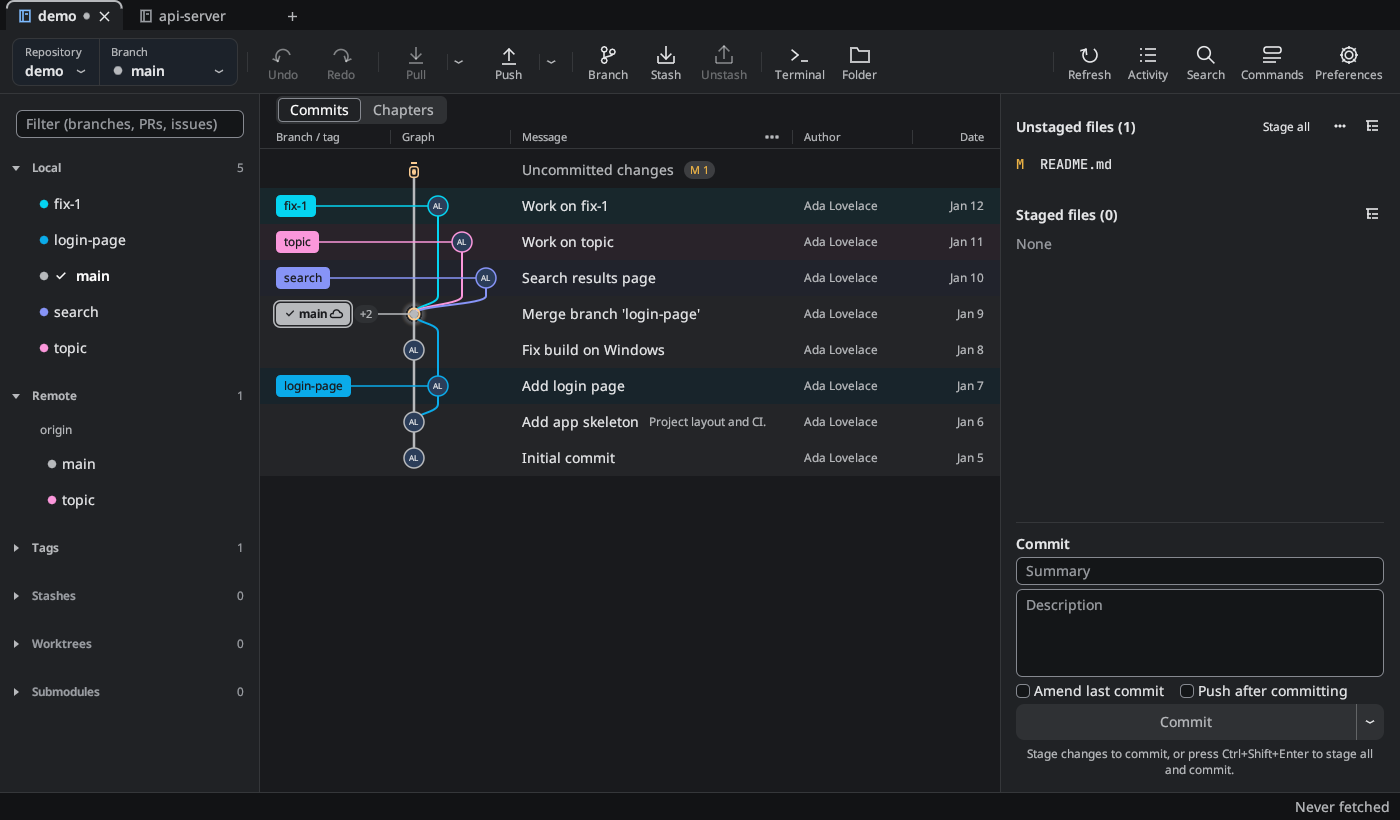 demo
api-server
Repository
demo
Branch
main
Undo
Redo
Pull
Push
Branch
Stash
Unstash
Terminal
Folder
Refresh
Activity
Search
Commands
Preferences
Filter (branches, PRs, issues)
Local 5
fix-1
login-page
main
search
topic
Remote 1
origin
main
topic
Tags 1
Stashes 0
Worktrees 0
Submodules 0
Commits Chapters
Branch / tag Graph Message Author Date
Uncommitted changes M 1
fix-1 AL Work on fix-1 Ada Lovelace Jan 12
topic AL Work on topic Ada Lovelace Jan 11
search AL Search results page Ada Lovelace Jan 10
main +2 Merge branch 'login-page' Ada Lovelace Jan 9
AL Fix build on Windows Ada Lovelace Jan 8
login-page AL Add login page Ada Lovelace Jan 7
AL Add app skeleton Project layout and CI. Ada Lovelace Jan 6
AL Initial commit Ada Lovelace Jan 5
Unstaged files (1) Stage all
M README.md
Staged files (0)
None
Commit
Summary
Description
Amend last commit Push after committing
Commit
Stage changes to commit, or press Ctrl+Shift+Enter to stage all
and commit.
Never fetched